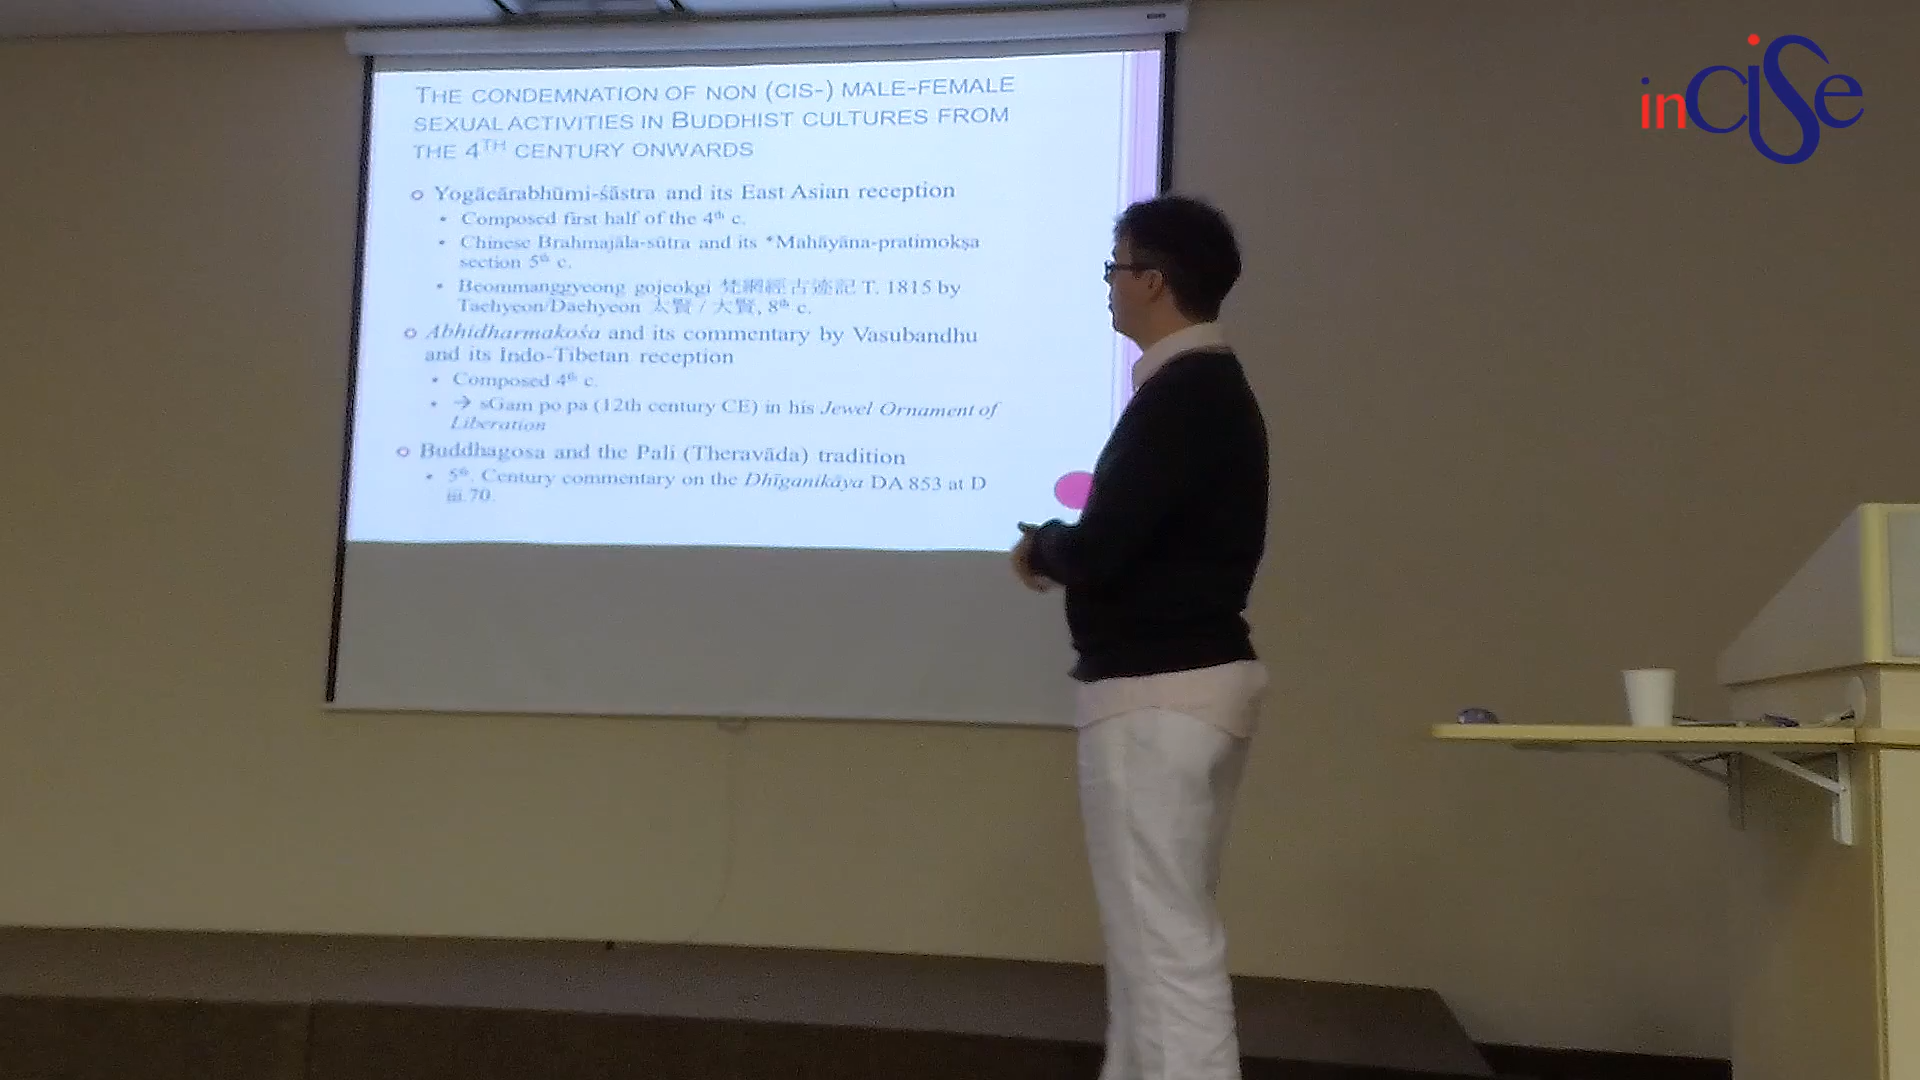 THE CONDEMNATION OF NON (CIS-) MALE-FEMALE
SEXUAL ACTIVITIES IN BUDDHIST CULTURES FROM
THE 4TH CENTURY ONWARDS
Yogācārabhūmi-śāstra and its East Asian reception
Composed first half of the 4th c.
Chinese Brahmajāla-sūtra and its *Mahāyāna-pratimokṣa
section 5th c.
Beommanggyeong gojeokgi 梵網經古迹記 T. 1815 by
Taehyeon/Daehyeon 太賢 / 大賢, 8th c.
Abhidharmakośa and its commentary by Vasubandhu
and its Indo-Tibetan reception
Composed 4th c.
→ sGam po pa (12th century CE) in his Jewel Ornament of
Liberation
Buddhagosa and the Pali (Theravāda) tradition
5th. Century commentary on the Dhīganikāya DA 853 at D
iii.70.
inCiSe